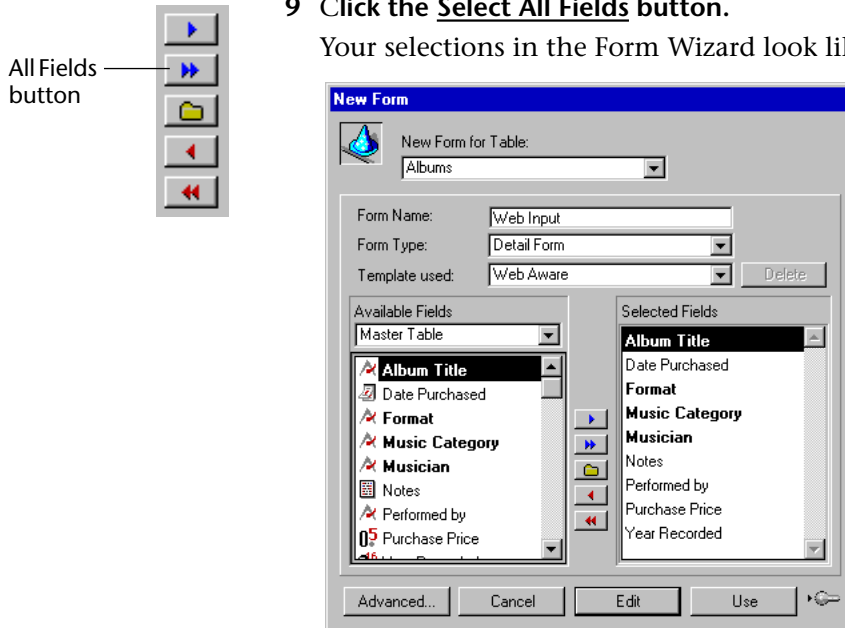 9 Click the Select All Fields button.
Your selections in the Form Wizard look
All Fields
button
New Form
New Form for Table:
Albums
Form Name:
Web Input
Form Type:
Detail Form
Template used:
Web Aware
Delete
Available Fields
Master Table
Album Title
Date Purchased
Format
Music Category
Musician
Notes
Performed by
Purchase Price
Selected Fields
Album Title
Date Purchased
Format
Music Category
Musician
Notes
Performed by
Purchase Price
Year Recorded
Advanced...
Cancel
Edit
Use